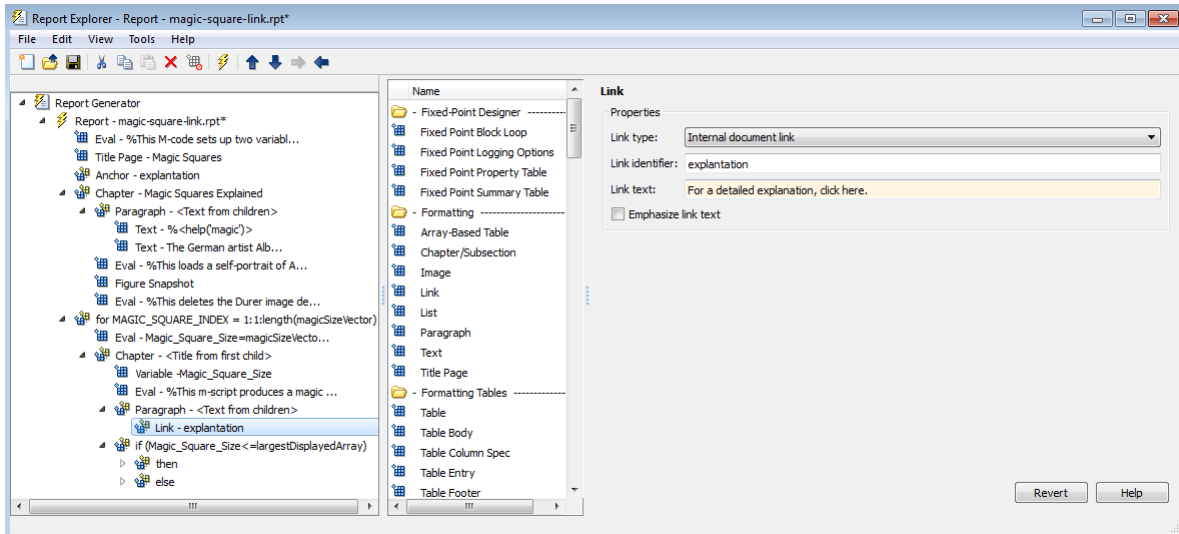 Report Explorer - Report - magic-square-link.rpt*
File Edit View Tools Help
Report Generator
Report - magic-square-link.rpt*
Eval - %This M-code sets up two variabl...
Title Page - Magic Squares
Anchor - explantation
Chapter - Magic Squares Explained
Paragraph - <Text from children>
Text - %<help('magic')>
Text - The German artist Alb...
Eval - %This loads a self-portrait of A...
Figure Snapshot
Eval - %This deletes the Durer image de...
for MAGIC_SQUARE_INDEX = 1:1:length(magicSizeVector)
Eval - Magic_Square_Size=magicSizeVecto...
Chapter - <Title from first child>
Variable -Magic_Square_Size
Eval - %This m-script produces a magic ...
Paragraph - <Text from children>
Link - explantation
if (Magic_Square_Size<=largestDisplayedArray)
then
else
Name
- Fixed-Point Designer ----------
Fixed Point Block Loop
Fixed Point Logging Options
Fixed Point Property Table
Fixed Point Summary Table
- Formatting ---------------------
Array-Based Table
Chapter/Subsection
Image
Link
List
Paragraph
Text
Title Page
- Formatting Tables -------------
Table
Table Body
Table Column Spec
Table Entry
Table Footer
Link
Properties
Link type: Internal document link
Link identifier: explantation
Link text: For a detailed explanation, click here.
Emphasize link text
Revert Help